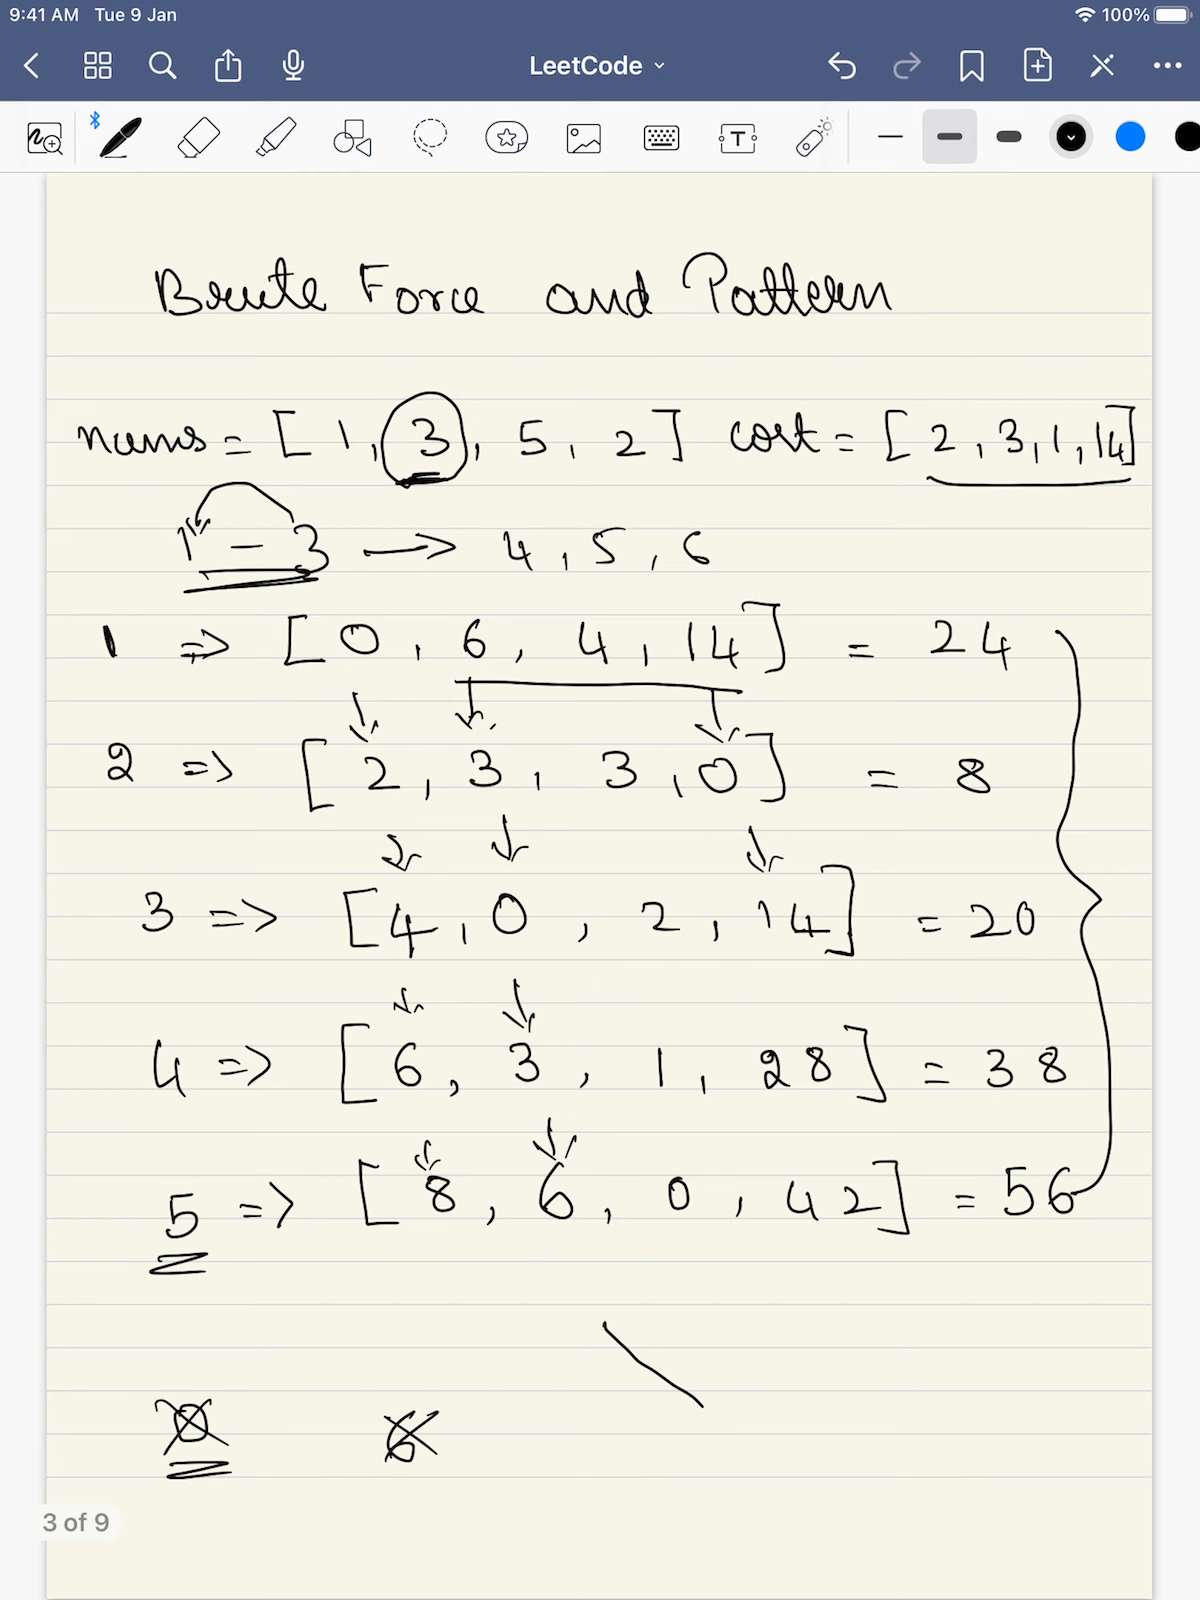 9:41 AM Tue 9 Jan 100%
LeetCode
T
Brute Force and Pattern
nums = [ 1, 3, 5, 2 ] cost = [ 2, 3, 1, 14]
1 - 3 → 4, 5, 6
1 => [ 0, 6, 4, 14 ] = 24
2 => [ 2, 3, 3, 0 ] = 8
3 => [ 4, 0, 2, 14 ] = 20
4 => [ 6, 3, 1, 28 ] = 38
5 => [ 8, 6, 0, 42 ] = 56
0 6
3 of 9